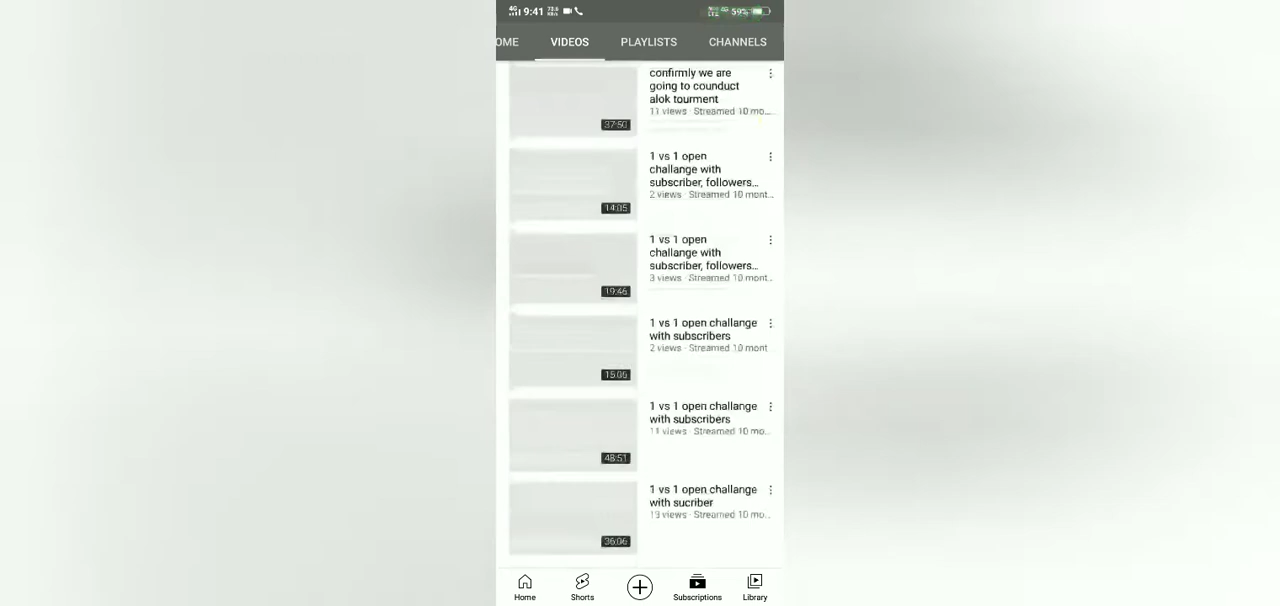 4G 9:41 59%
OME VIDEOS PLAYLISTS CHANNELS
confirmly we are
going to counduct
alok tourment
11 views · Streamed 10 mo...
37:50
1 vs 1 open
challange with
subscriber, followers...
2 views · Streamed 10 mont...
14:05
1 vs 1 open
challange with
subscriber, followers...
3 views · Streamed 10 mont...
19:46
1 vs 1 open challange
with subscribers
2 views · Streamed 10 mont
15:06
1 vs 1 open challange
with subscribers
11 views · Streamed 10 mo...
48:51
1 vs 1 open challange
with sucriber
19 views · Streamed 10 mo...
36:06
Home Shorts Subscriptions Library